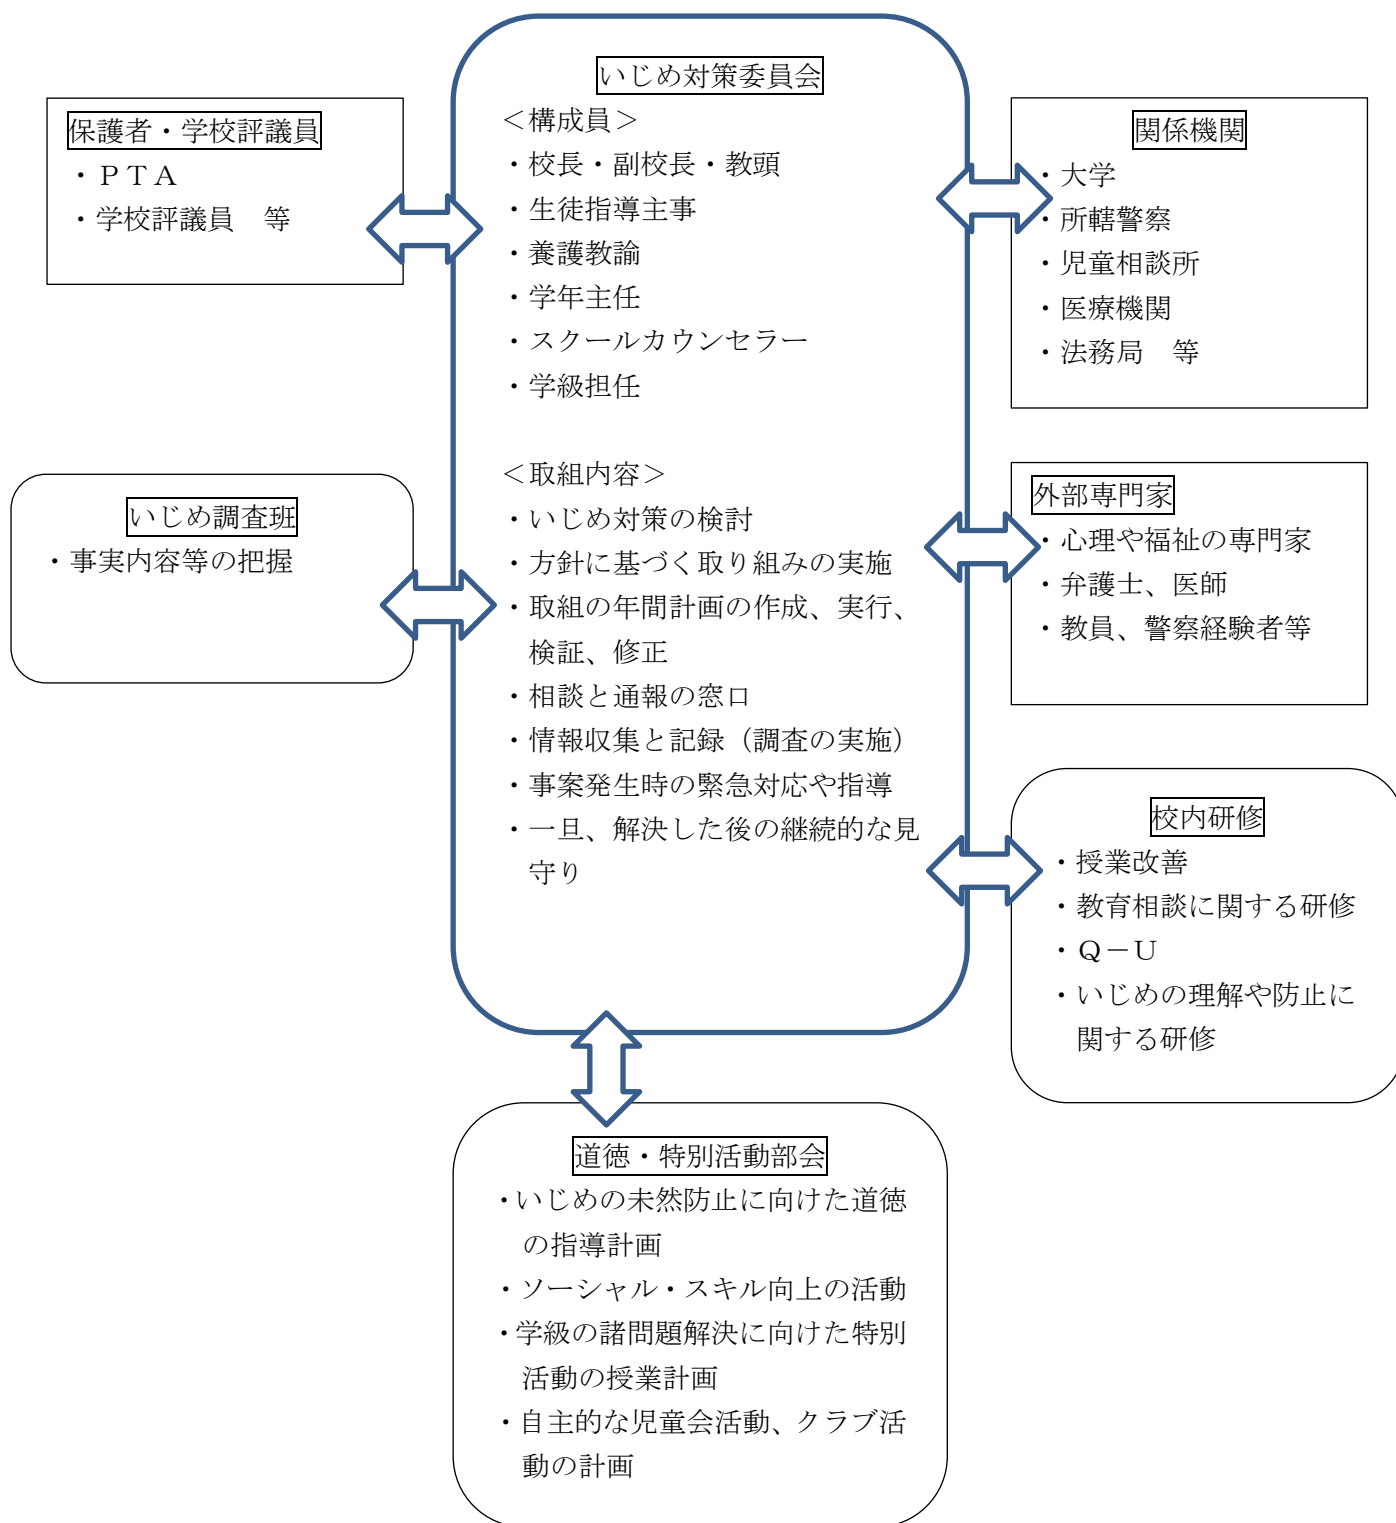 いじめ対策委員会
＜構成員＞
・校長・副校長・教頭
・生徒指導主事
・養護教諭
・学年主任
・スクールカウンセラー
・学級担任
＜取組内容＞
・いじめ対策の検討
・方針に基づく取り組みの実施
・取組の年間計画の作成、実行、
検証、修正
・相談と通報の窓口
・情報収集と記録（調査の実施）
・事案発生時の緊急対応や指導
・一旦、解決した後の継続的な見
守り
保護者・学校評議員
・ＰＴＡ
・学校評議員　等
いじめ調査班
・事実内容等の把握
関係機関
・大学
・所轄警察
・児童相談所
・医療機関
・法務局　等
外部専門家
・心理や福祉の専門家
・弁護士、医師
・教員、警察経験者等
校内研修
・授業改善
・教育相談に関する研修
・Ｑ－Ｕ
・いじめの理解や防止に
関する研修
道徳・特別活動部会
・いじめの未然防止に向けた道徳
の指導計画
・ソーシャル・スキル向上の活動
・学級の諸問題解決に向けた特別
活動の授業計画
・自主的な児童会活動、クラブ活
動の計画